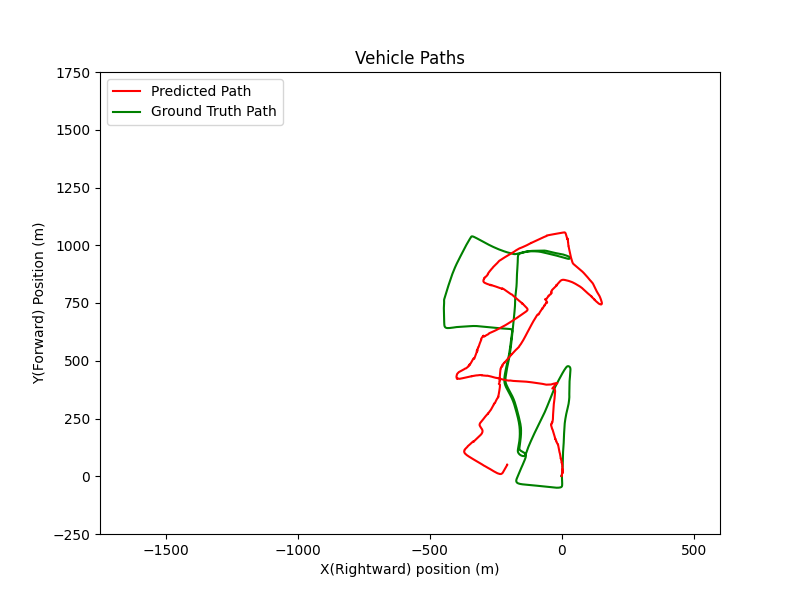 Vehicle Paths
Predicted Path
Ground Truth Path
1750
1500
1250
1000
750
500
250
0
−250
Y(Forward) Position (m)
−1500 −1000 −500 0 500
X(Rightward) position (m)